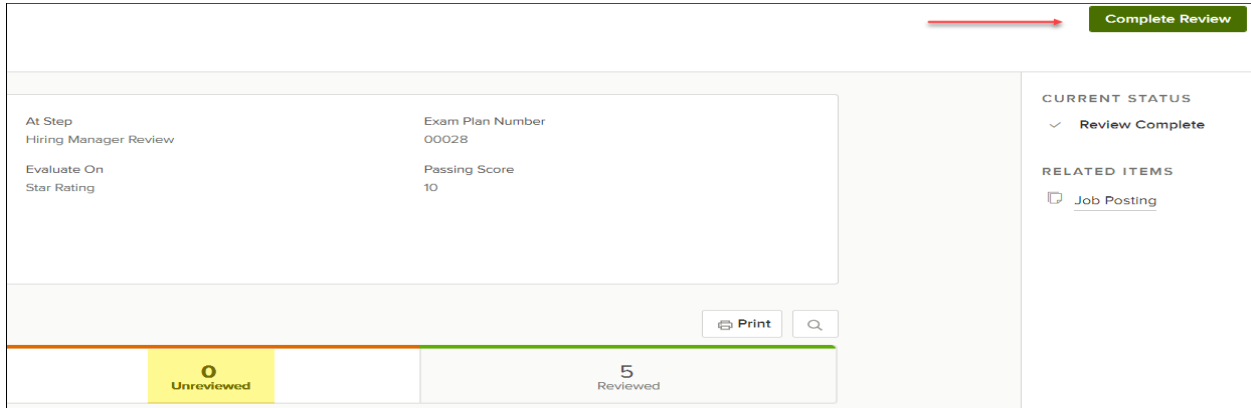 Complete Review
At Step
Hiring Manager Review
Exam Plan Number
00028
Evaluate On
Star Rating
Passing Score
10
CURRENT STATUS
Review Complete
RELATED ITEMS
Job Posting
Print
0
Unreviewed
5
Reviewed